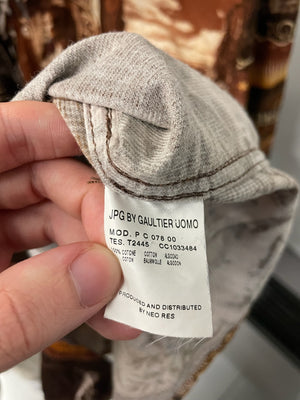 JPG BY GAULTIER UOMO
MOD. P C 076 00
TES. T2445 CC1033484
100% COTONE COTTON ALGODAO
COTON BAUMWOLLE ALGODON
PRODUCED AND DISTRIBUTED
BY NEO RES